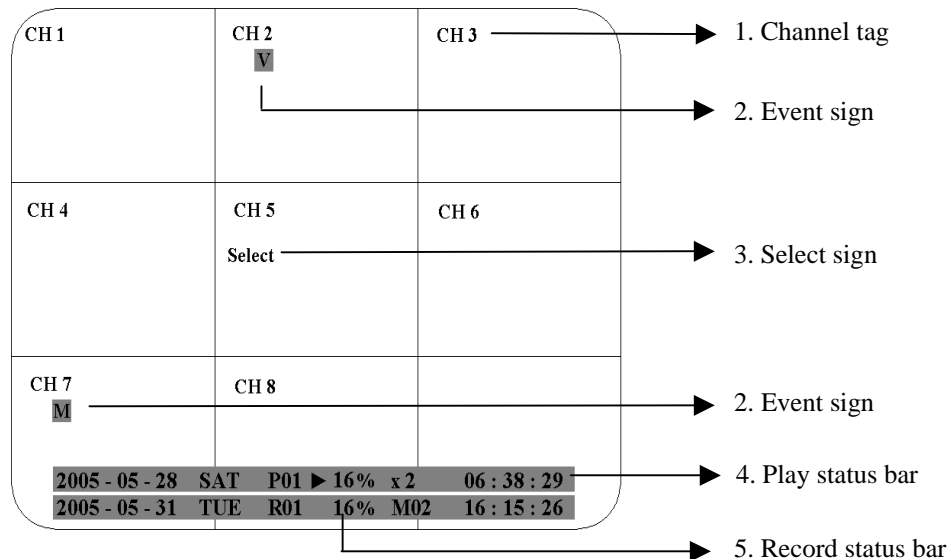 CH 1 CH 2 CH 3 1. Channel tag
V
2. Event sign
CH 4 CH 5 CH 6
Select 3. Select sign
CH 7 CH 8
M 2. Event sign
2005 - 05 - 28 SAT P01 ▶ 16% x 2 06 : 38 : 29 4. Play status bar
2005 - 05 - 31 TUE R01 16% M02 16 : 15 : 26
5. Record status bar